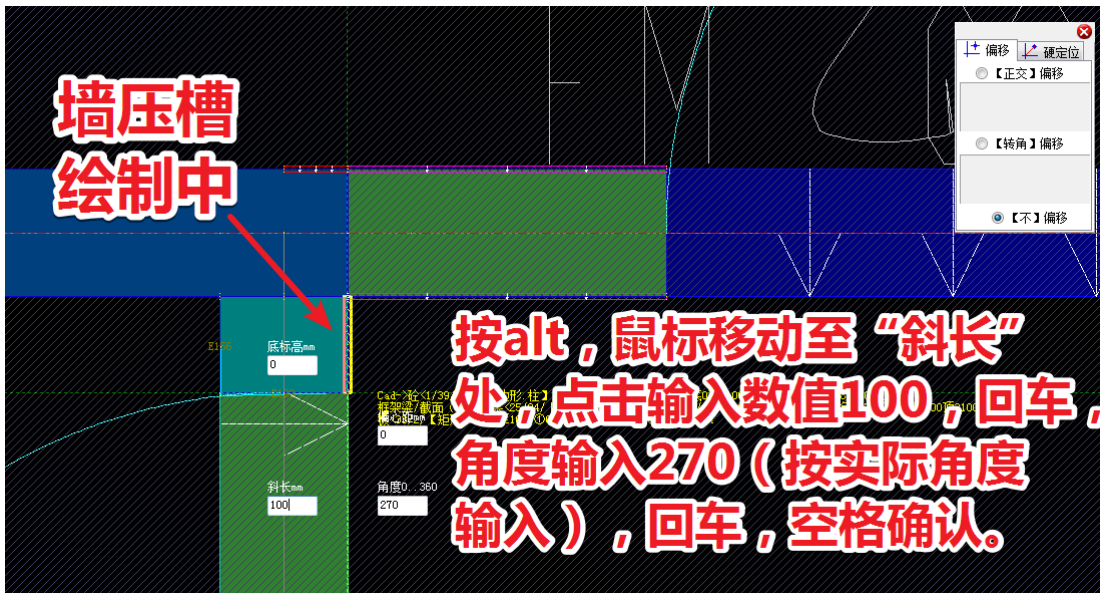 偏移
硬定位
【正交】偏移
【转角】偏移
【不】偏移
墙压槽
绘制中
底标高mm
0
按alt，鼠标移动至“斜长”
处，点击输入数值100，回车，
角度输入270（按实际角度
输入），回车，空格确认。
0
斜长mm
100
角度0..360
270